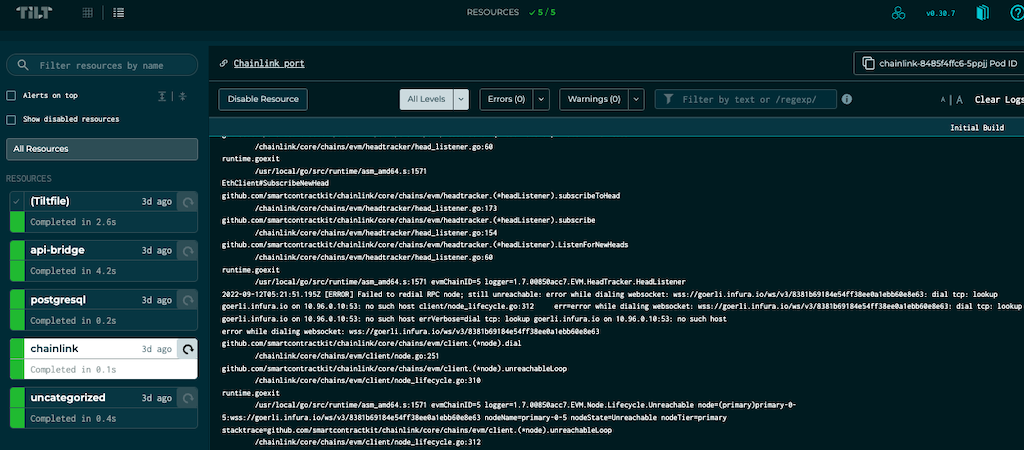 TILT
RESOURCES ✓ 5 / 5
v0.30.7
Filter resources by name
Alerts on top
Show disabled resources
All Resources
RESOURCES
(Tiltfile) 3d ago
Completed in 2.6s
api-bridge 3d ago
Completed in 4.2s
postgresql 3d ago
Completed in 0.2s
chainlink 3d ago
Completed in 0.1s
uncategorized 3d ago
Completed in 0.4s
Chainlink port
chainlink-8485f4ffc6-5ppjj Pod ID
Disable Resource
All Levels
Errors (0)
Warnings (0)
Filter by text or /regexp/
A | A
Clear Logs
Initial Build
/chainlink/core/chains/evm/headtracker/head_listener.go:60
runtime.goexit
/usr/local/go/src/runtime/asm_amd64.s:1571
EthClient#SubscribeNewHead
github.com/smartcontractkit/chainlink/core/chains/evm/headtracker.(*headListener).subscribeToHead
/chainlink/core/chains/evm/headtracker/head_listener.go:173
github.com/smartcontractkit/chainlink/core/chains/evm/headtracker.(*headListener).subscribe
/chainlink/core/chains/evm/headtracker/head_listener.go:154
github.com/smartcontractkit/chainlink/core/chains/evm/headtracker.(*headListener).ListenForNewHeads
/chainlink/core/chains/evm/headtracker/head_listener.go:60
runtime.goexit
/usr/local/go/src/runtime/asm_amd64.s:1571 evmChainID=5 logger=1.7.00850acc7.EVM.HeadTracker.HeadListener
2022-09-12T05:21:51.195Z [ERROR] Failed to redial RPC node; still unreachable: error while dialing websocket: wss://goerli.infura.io/ws/v3/8381b69184e54ff38ee0a1ebb60e8e63: dial tcp: lookup
goerli.infura.io on 10.96.0.10:53: no such host client/node_lifecycle.go:312 err=error while dialing websocket: wss://goerli.infura.io/ws/v3/8381b69184e54ff38ee0a1ebb60e8e63: dial tcp: lookup
goerli.infura.io on 10.96.0.10:53: no such host errVerbose=dial tcp: lookup goerli.infura.io on 10.96.0.10:53: no such host
error while dialing websocket: wss://goerli.infura.io/ws/v3/8381b69184e54ff38ee0a1ebb60e8e63
github.com/smartcontractkit/chainlink/core/chains/evm/client.(*node).dial
/chainlink/core/chains/evm/client/node.go:251
github.com/smartcontractkit/chainlink/core/chains/evm/client.(*node).unreachableLoop
/chainlink/core/chains/evm/client/node_lifecycle.go:310
runtime.goexit
/usr/local/go/src/runtime/asm_amd64.s:1571 evmChainID=5 logger=1.7.00850acc7.EVM.Node.Lifecycle.Unreachable node=(primary)primary-0-
5:wss://goerli.infura.io/ws/v3/8381b69184e54ff38ee0a1ebb60e8e63 nodeName=primary-0-5 nodeState=Unreachable nodeTier=primary
stacktrace=github.com/smartcontractkit/chainlink/core/chains/evm/client.(*node).unreachableLoop
/chainlink/core/chains/evm/client/node_lifecycle.go:312